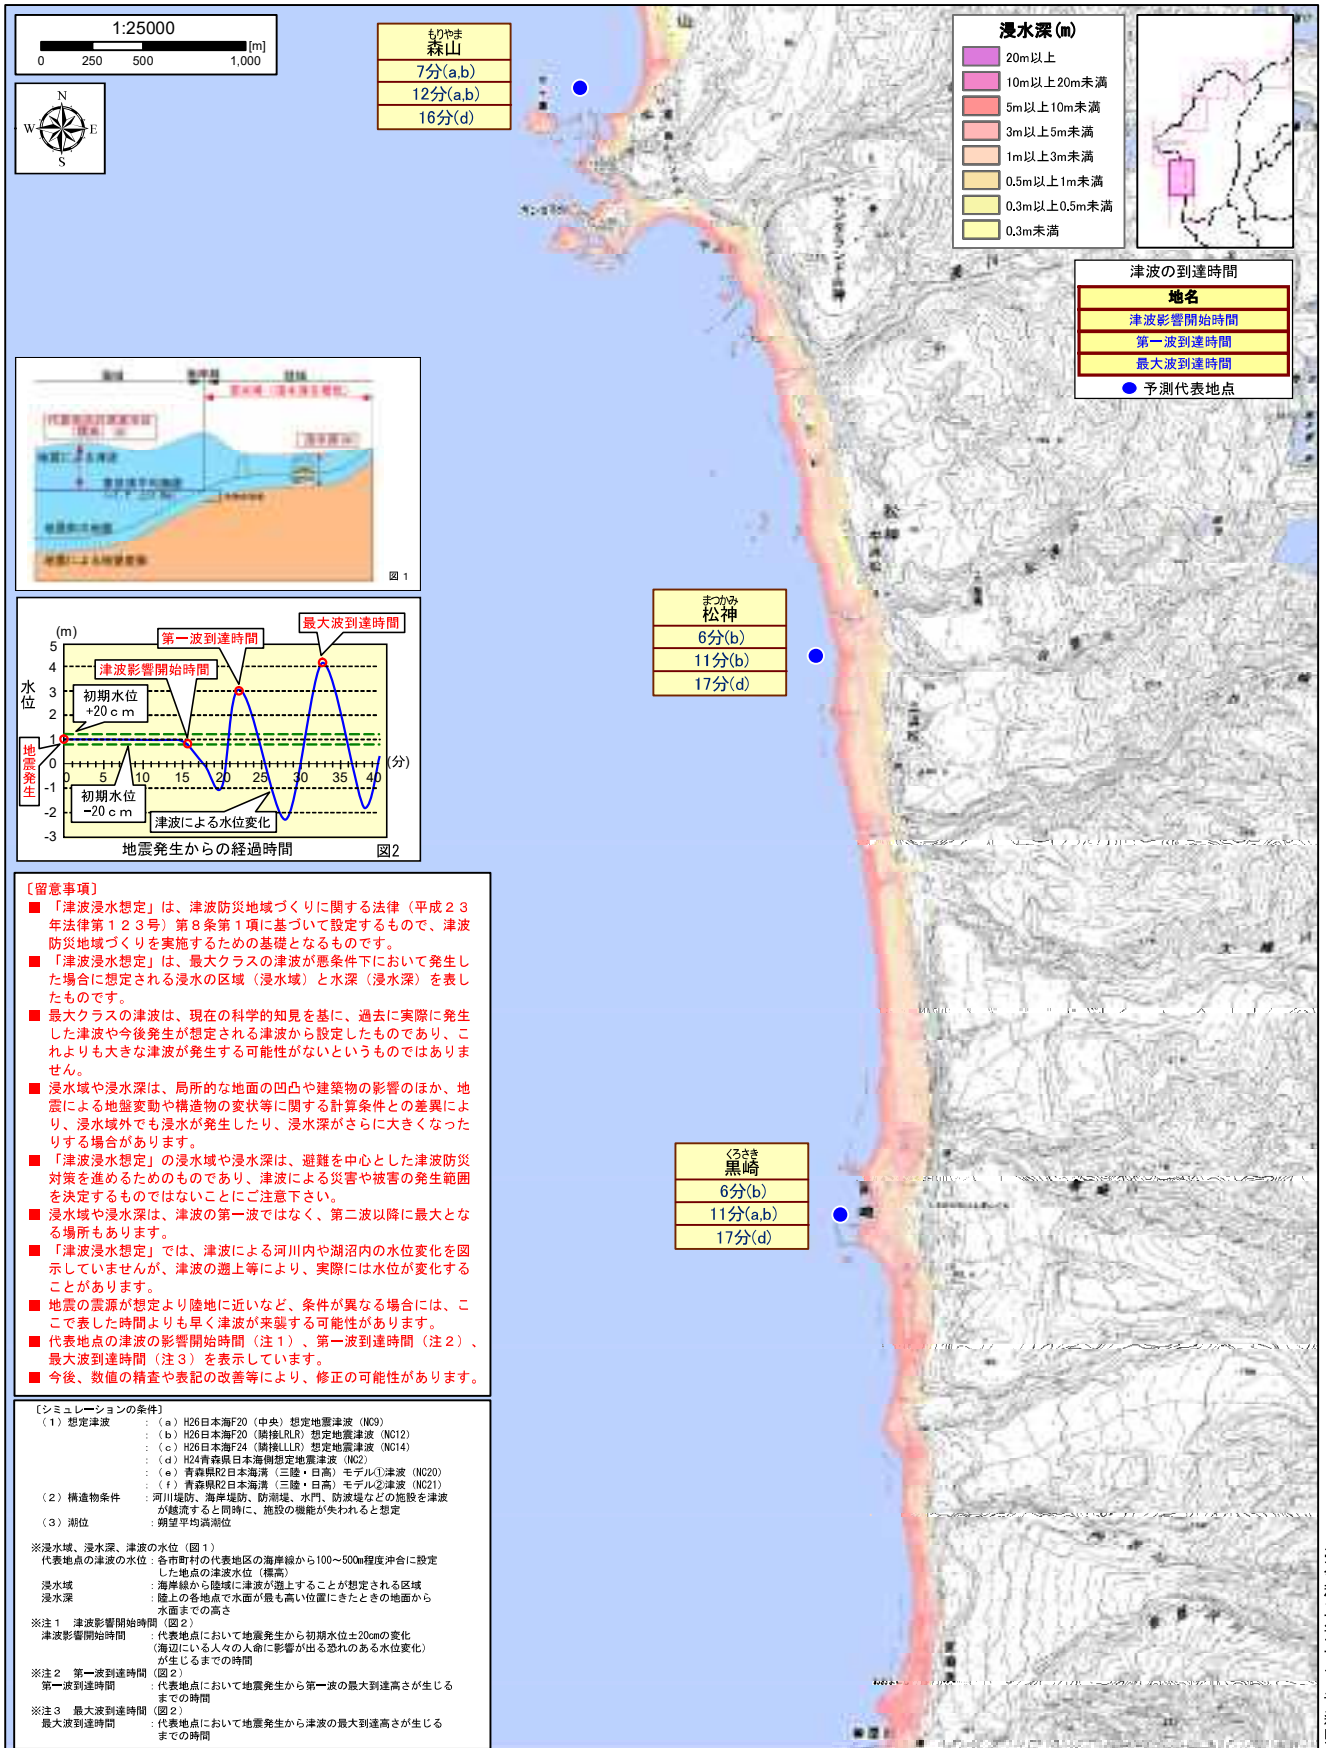 1:25000
[m]
0 250 500 1,000
N
W E
S
もりやま
森山
7分(a,b)
12分(a,b)
16分(d)
浸水深(m)
20m以上
10m以上20m未満
5m以上10m未満
3m以上5m未満
1m以上3m未満
0.5m以上1m未満
0.3m以上0.5m未満
0.3m未満
津波の到達時間
地名
津波影響開始時間
第一波到達時間
最大波到達時間
予測代表地点
図1
まつかみ
松神
6分(b)
11分(b)
17分(d)
(m)
5
4
3
2
1
0
-1
-2
-3
水位
最大波到達時間
第一波到達時間
津波影響開始時間
初期水位
+20cm
地震発生
初期水位
-20cm
津波による水位変化
0 5 10 15 20 25 30 35 40
(分)
地震発生からの経過時間
図2
くろさき
黒崎
6分(b)
11分(a,b)
17分(d)
〔留意事項〕
■ 「津波浸水想定」は、津波防災地域づくりに関する法律（平成２３
年法律第１２３号）第８条第１項に基づいて設定するもので、津波
防災地域づくりを実施するための基礎となるものです。
■ 「津波浸水想定」は、最大クラスの津波が悪条件下において発生し
た場合に想定される浸水の区域（浸水域）と水深（浸水深）を表し
たものです。
■ 最大クラスの津波は、現在の科学的知見を基に、過去に実際に発生
した津波や今後発生が想定される津波から設定したものであり、こ
れよりも大きな津波が発生する可能性がないというものではありま
せん。
■ 浸水域や浸水深は、局所的な地面の凹凸や建築物の影響のほか、地
震による地盤変動や構造物の変状等に関する計算条件との差異によ
り、浸水域外でも浸水が発生したり、浸水深がさらに大きくなった
りする場合があります。
■ 「津波浸水想定」の浸水域や浸水深は、避難を中心とした津波防災
対策を進めるためのものであり、津波による災害や被害の発生範囲
を決定するものではないことにご注意下さい。
■ 浸水域や浸水深は、津波の第一波ではなく、第二波以降に最大とな
る場所もあります。
■ 「津波浸水想定」では、津波による河川内や湖沼内の水位変化を図
示していませんが、津波の遡上等により、実際には水位が変化する
ことがあります。
■ 地震の震源が想定より陸地に近いなど、条件が異なる場合には、こ
こで表した時間よりも早く津波が来襲する可能性があります。
■ 代表地点の津波の影響開始時間（注１）、第一波到達時間（注２）、
最大波到達時間（注３）を表示しています。
■ 今後、数値の精査や表記の改善等により、修正の可能性があります。
〔シミュレーションの条件〕
（１）想定津波 ：（ａ）H26日本海F20（中央）想定地震津波（NC9）
：（ｂ）H26日本海F20（隣接LRLR）想定地震津波（NC12）
：（ｃ）H26日本海F24（隣接LLLR）想定地震津波（NC14）
：（ｄ）H24青森県日本海側想定地震津波（NC2）
：（ｅ）青森県R2日本海溝（三陸・日高）モデル①津波（NC20）
：（ｆ）青森県R2日本海溝（三陸・日高）モデル②津波（NC21）
（２）構造物条件 ：河川堤防、海岸堤防、防潮堤、水門、防波堤などの施設を津波
が越流すると同時に、施設の機能が失われると想定
（３）潮位 ：朔望平均満潮位
※浸水域、浸水深、津波の水位（図１）
代表地点の津波の水位：各市町村の代表地区の海岸線から100～500m程度沖合に設定
した地点の津波水位（標高）
浸水域 ：海岸線から陸域に津波が遡上することが想定される区域
浸水深 ：陸上の各地点で水面が最も高い位置にきたときの地面から
水面までの高さ
※注１ 津波影響開始時間（図２）
津波影響開始時間 ：代表地点において地震発生から初期水位±20cmの変化
（海辺にいる人々の人命に影響が出る恐れのある水位変化）
が生じるまでの時間
※注２ 第一波到達時間（図２）
第一波到達時間 ：代表地点において地震発生から第一波の最大到達高さが生じる
までの時間
※注３ 最大波到達時間（図２）
最大波到達時間 ：代表地点において地震発生から津波の最大到達高さが生じる
までの時間